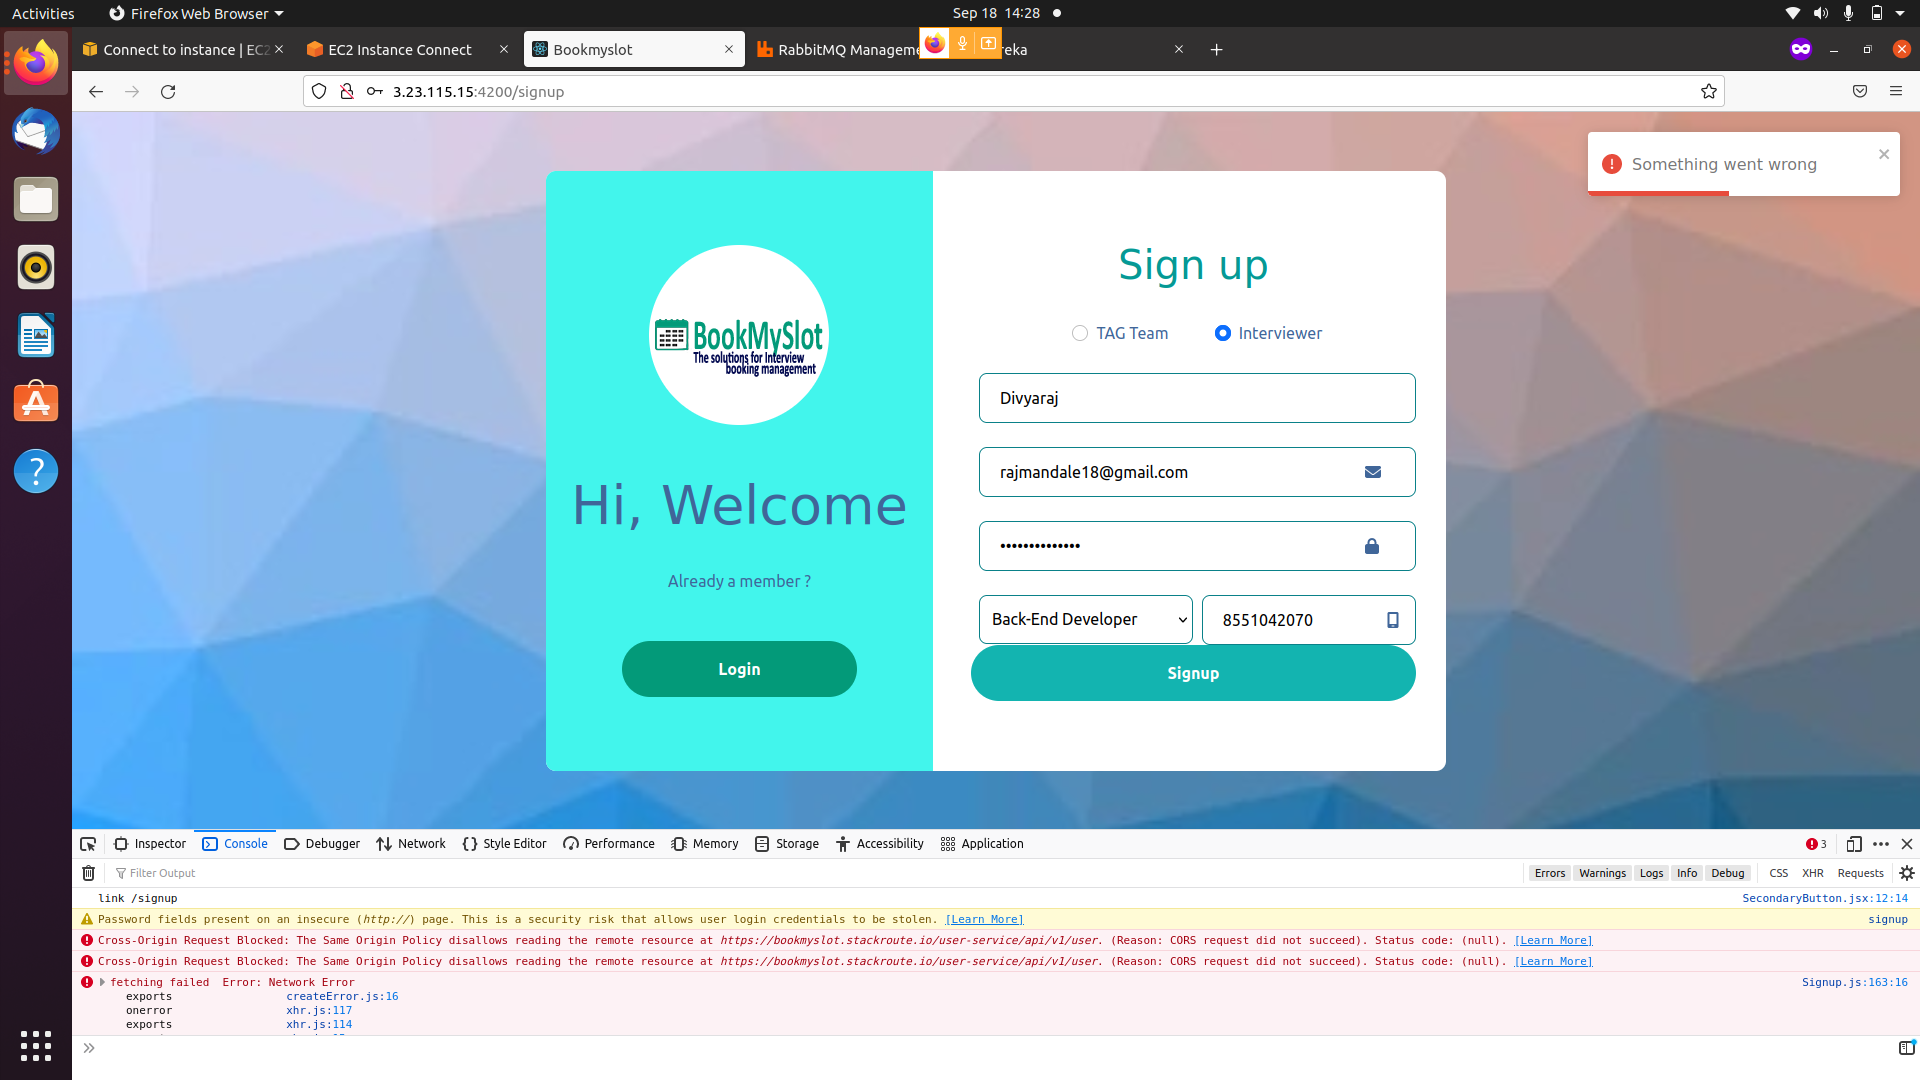 Activities
Firefox Web Browser
Sep 18 14:28
Connect to instance | EC2
EC2 Instance Connect
Bookmyslot
RabbitMQ Manageme
reka
3.23.115.15:4200/signup
Something went wrong
BookMySlot
The solutions for Interview
booking management
Hi, Welcome
Already a member ?
Login
Sign up
TAG Team
Interviewer
Divyaraj
rajmandale18@gmail.com
••••••••••••••
Back-End Developer
8551042070
Signup
Inspector
Console
Debugger
Network
Style Editor
Performance
Memory
Storage
Accessibility
Application
3
Filter Output
Errors
Warnings
Logs
Info
Debug
CSS
XHR
Requests
link /signup
SecondaryButton.jsx:12:14
Password fields present on an insecure (http://) page. This is a security risk that allows user login credentials to be stolen. [Learn More]
signup
Cross-Origin Request Blocked: The Same Origin Policy disallows reading the remote resource at https://bookmyslot.stackroute.io/user-service/api/v1/user. (Reason: CORS request did not succeed). Status code: (null). [Learn More]
Cross-Origin Request Blocked: The Same Origin Policy disallows reading the remote resource at https://bookmyslot.stackroute.io/user-service/api/v1/user. (Reason: CORS request did not succeed). Status code: (null). [Learn More]
fetching failed Error: Network Error
Signup.js:163:16
exports createError.js:16
onerror xhr.js:117
exports xhr.js:114